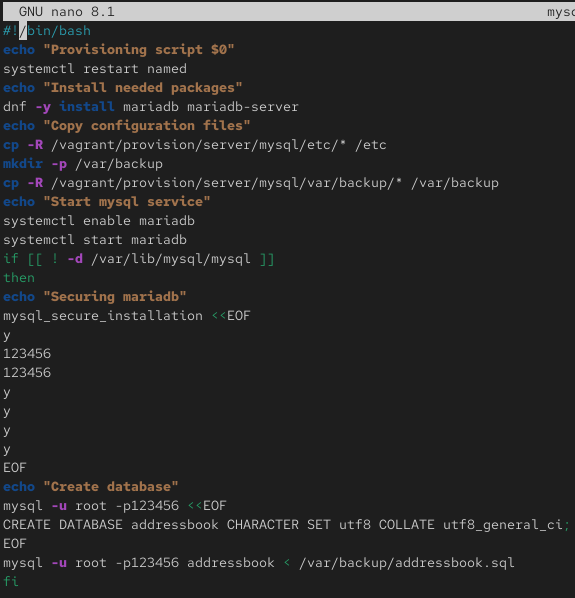 GNU nano 8.1 mysq
#!/bin/bash
echo "Provisioning script $0"
systemctl restart named
echo "Install needed packages"
dnf -y install mariadb mariadb-server
echo "Copy configuration files"
cp -R /vagrant/provision/server/mysql/etc/* /etc
mkdir -p /var/backup
cp -R /vagrant/provision/server/mysql/var/backup/* /var/backup
echo "Start mysql service"
systemctl enable mariadb
systemctl start mariadb
if [[ ! -d /var/lib/mysql/mysql ]]
then
echo "Securing mariadb"
mysql_secure_installation <<EOF
y
123456
123456
y
y
y
y
EOF
echo "Create database"
mysql -u root -p123456 <<EOF
CREATE DATABASE addressbook CHARACTER SET utf8 COLLATE utf8_general_ci;
EOF
mysql -u root -p123456 addressbook < /var/backup/addressbook.sql
fi